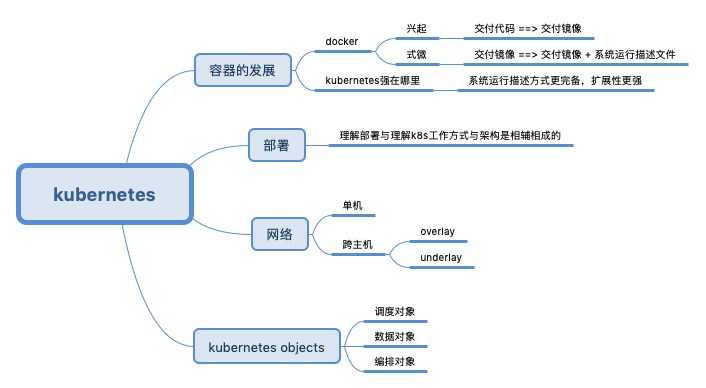 kubernetes
容器的发展
docker
兴起
交付代码 ==> 交付镜像
式微
交付镜像 ==> 交付镜像 + 系统运行描述文件
kubernetes强在哪里
系统运行描述方式更完备，扩展性更强
部署
理解部署与理解k8s工作方式与架构是相辅相成的
网络
单机
跨主机
overlay
underlay
kubernetes objects
调度对象
数据对象
编排对象